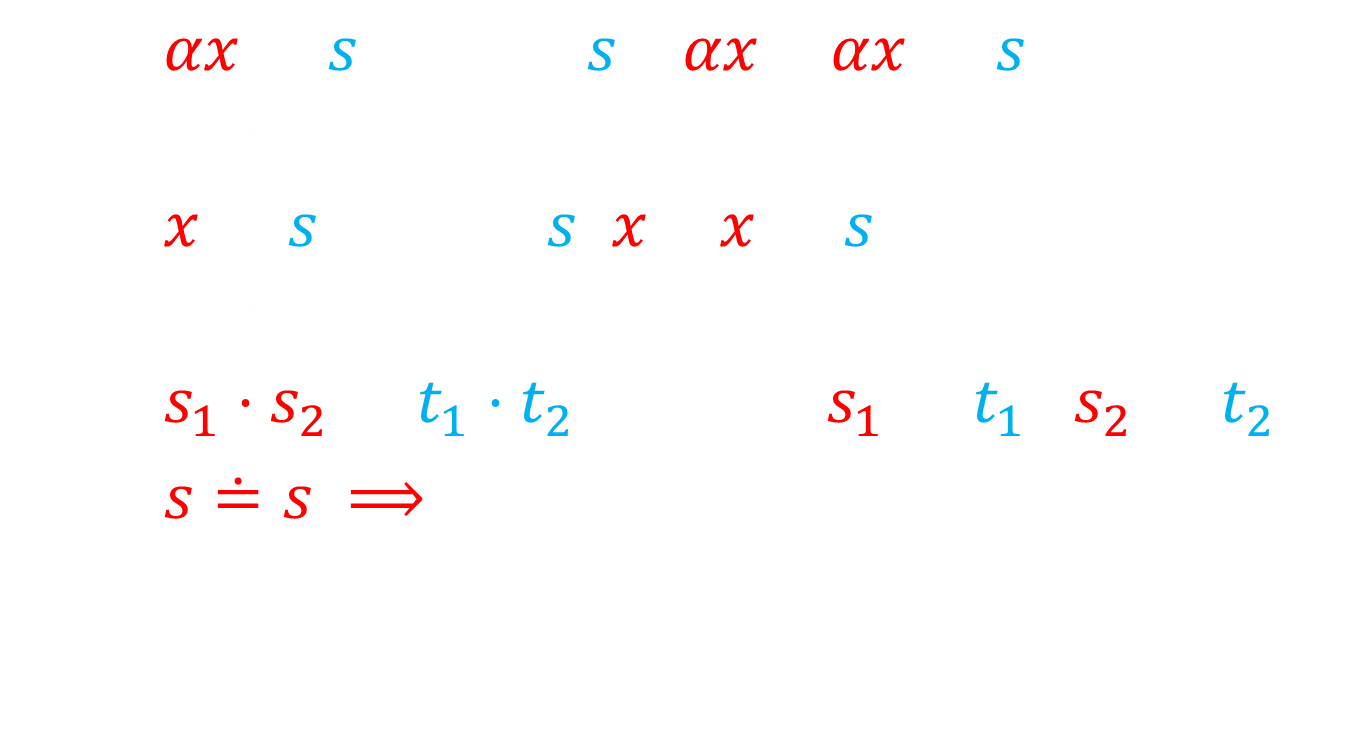 αx s s αx αx s
x s s x x s
s₁ · s₂ t₁ · t₂ s₁ t₁ s₂ t₂
s ≐ s ⟹